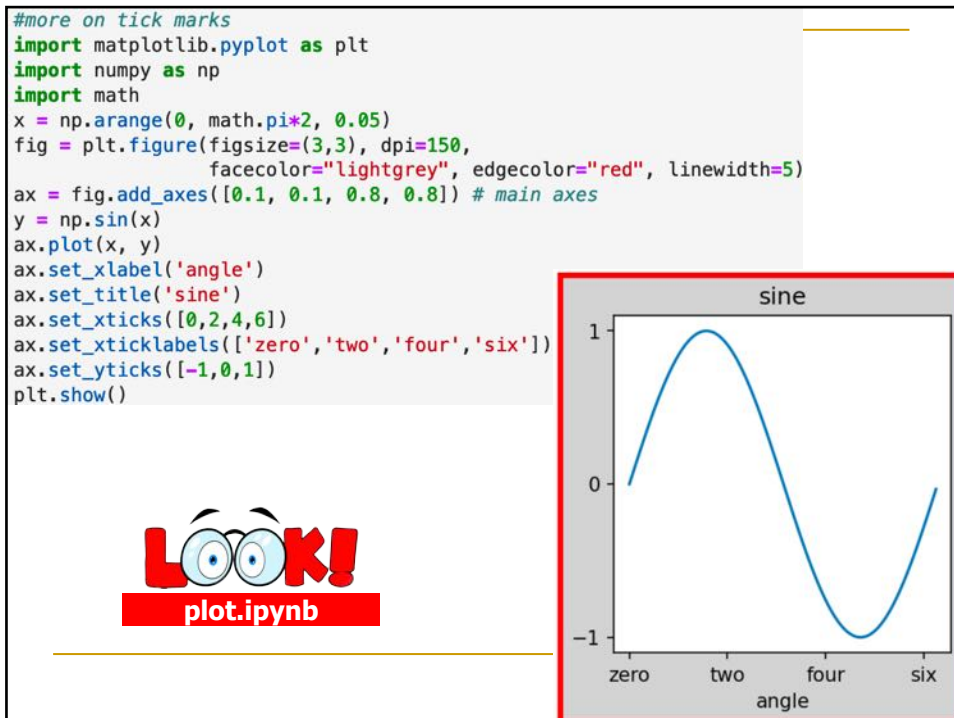 #more on tick marks
import matplotlib.pyplot as plt
import numpy as np
import math
x = np.arange(0, math.pi*2, 0.05)
fig = plt.figure(figsize=(3,3), dpi=150,
                 facecolor="lightgrey", edgecolor="red", linewidth=5)
ax = fig.add_axes([0.1, 0.1, 0.8, 0.8]) # main axes
y = np.sin(x)
ax.plot(x, y)
ax.set_xlabel('angle')
ax.set_title('sine')
ax.set_xticks([0,2,4,6])
ax.set_xticklabels(['zero','two','four','six'])
ax.set_yticks([-1,0,1])
plt.show()
LOOK!
plot.ipynb
sine
1
0
−1
zero two four six
angle